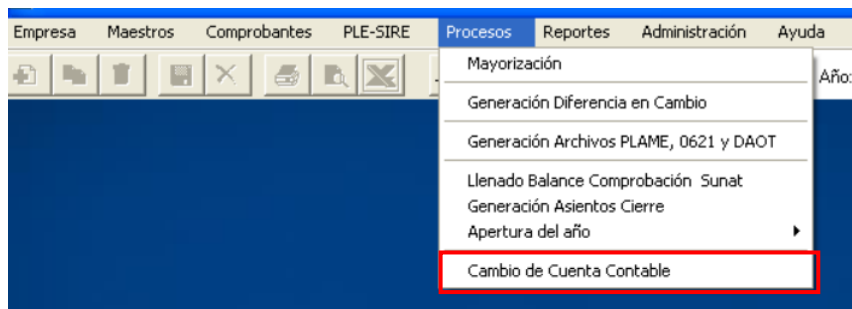 Empresa Maestros Comprobantes PLE-SIRE Procesos Reportes Administración Ayuda
Año:
Mayorización
Generación Diferencia en Cambio
Generación Archivos PLAME, 0621 y DAOT
Llenado Balance Comprobación Sunat
Generación Asientos Cierre
Apertura del año
Cambio de Cuenta Contable